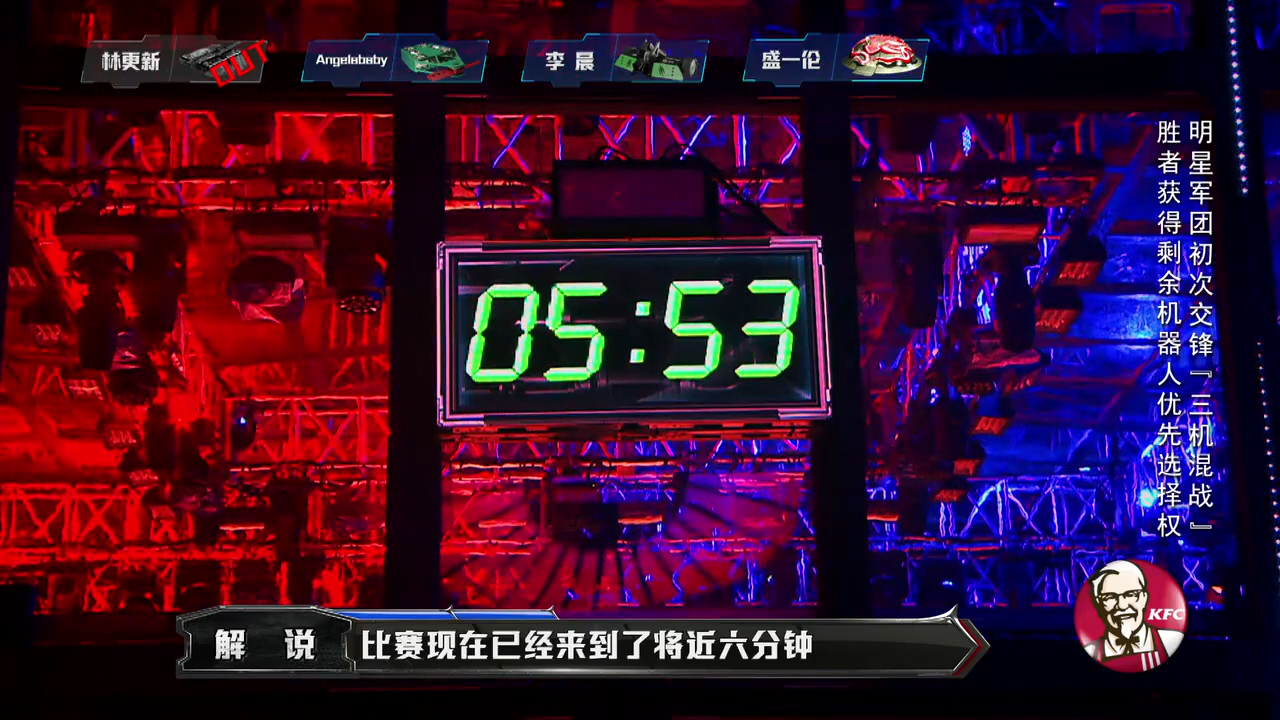 林更新
OUT
Angelababy
李晨
盛一伦
明星军团初次交锋『三机混战』
胜者获得剩余机器人优先选择权
05:53
KFC
解说
比赛现在已经来到了将近六分钟